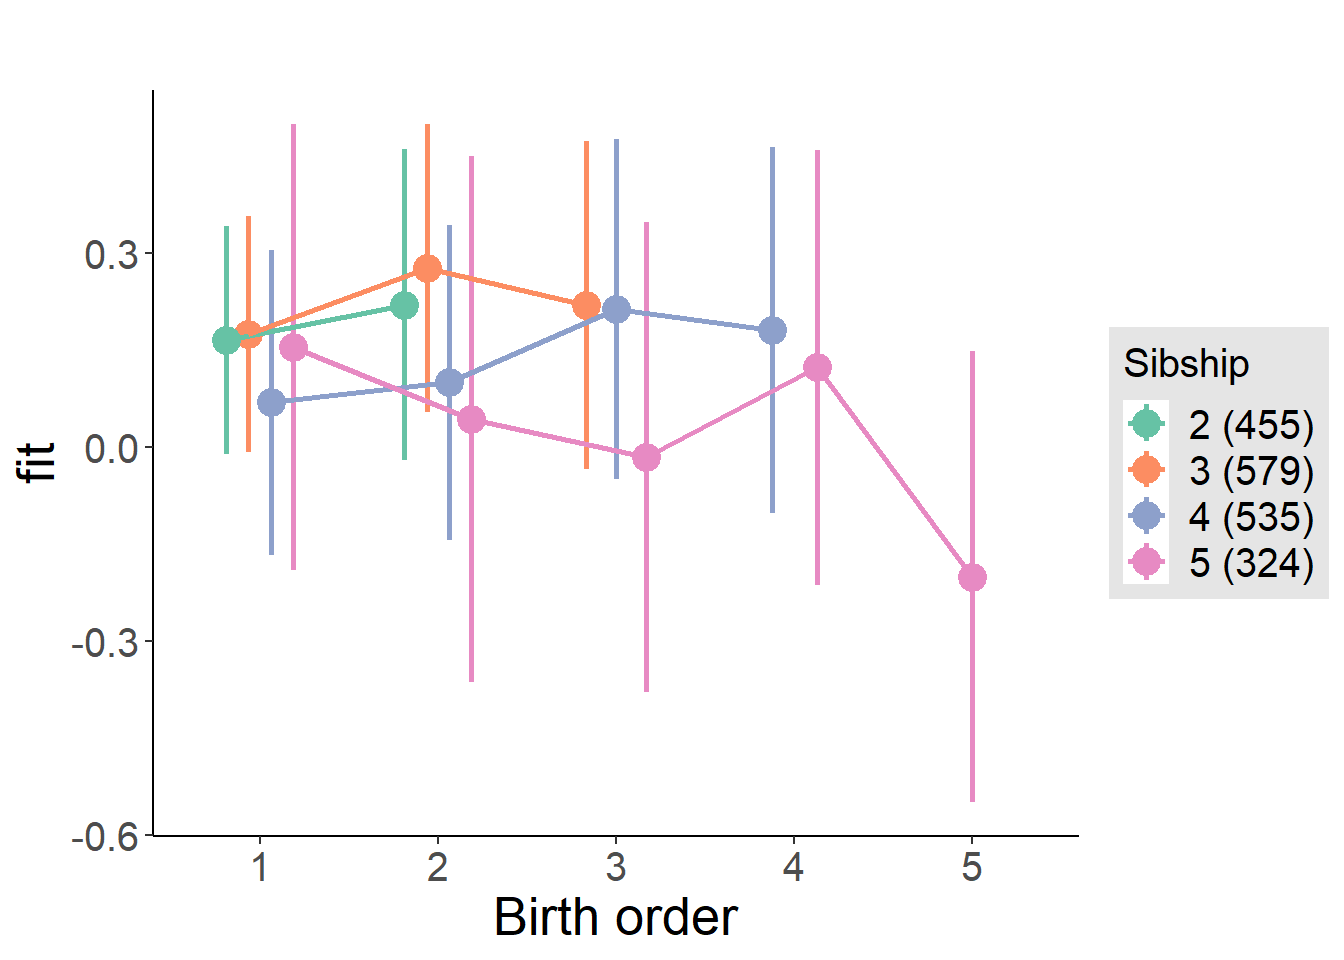 fit
0.3
0.0
-0.3
-0.6
1 2 3 4 5
Birth order
Sibship
2 (455)
3 (579)
4 (535)
5 (324)